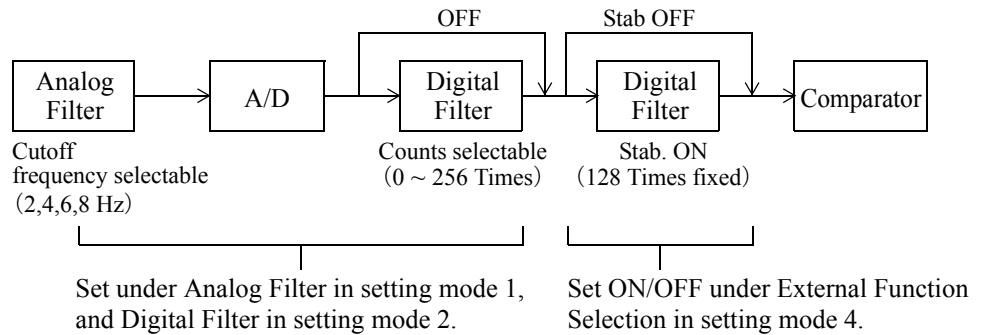 OFF
Stab OFF
Analog
Filter
A/D
Digital
Filter
Digital
Filter
Comparator
Cutoff
frequency selectable
(2,4,6,8 Hz)
Counts selectable
(0 ~ 256 Times)
Stab. ON
(128 Times fixed)
Set under Analog Filter in setting mode 1,
and Digital Filter in setting mode 2.
Set ON/OFF under External Function
Selection in setting mode 4.